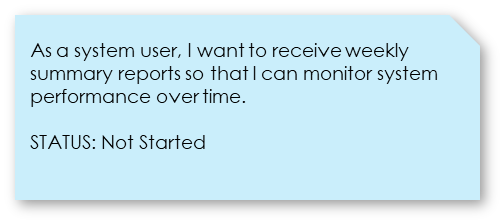 As a system user, I want to receive weekly
summary reports so that I can monitor system
performance over time.
STATUS: Not Started